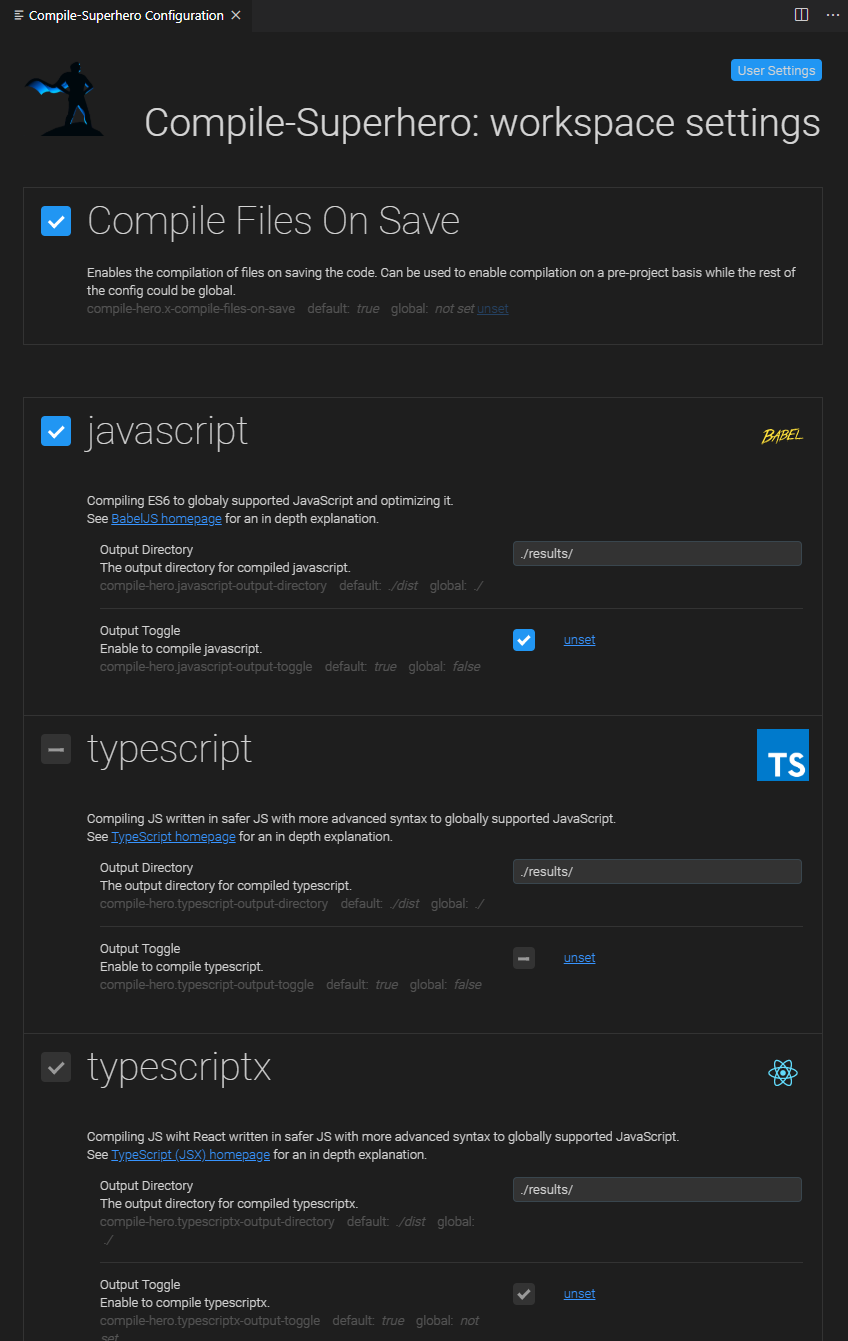 Compile-Superhero Configuration
User Settings
Compile-Superhero: workspace settings
Compile Files On Save
Enables the compilation of files on saving the code. Can be used to enable compilation on a pre-project basis while the rest of
the config could be global.
compile-hero.x-compile-files-on-save default: true global: not set unset
javascript
BABEL
Compiling ES6 to globaly supported JavaScript and optimizing it.
See BabelJS homepage for an in depth explanation.
Output Directory
./results/
The output directory for compiled javascript.
compile-hero.javascript-output-directory default: ./dist global: ./
Output Toggle
unset
Enable to compile javascript.
compile-hero.javascript-output-toggle default: true global: false
typescript
TS
Compiling JS written in safer JS with more advanced syntax to globally supported JavaScript.
See TypeScript homepage for an in depth explanation.
Output Directory
./results/
The output directory for compiled typescript.
compile-hero.typescript-output-directory default: ./dist global: ./
Output Toggle
unset
Enable to compile typescript.
compile-hero.typescript-output-toggle default: true global: false
typescriptx
Compiling JS wiht React written in safer JS with more advanced syntax to globally supported JavaScript.
See TypeScript (JSX) homepage for an in depth explanation.
Output Directory
./results/
The output directory for compiled typescriptx.
compile-hero.typescriptx-output-directory default: ./dist global:
./
Output Toggle
unset
Enable to compile typescriptx.
compile-hero.typescriptx-output-toggle default: true global: not
set